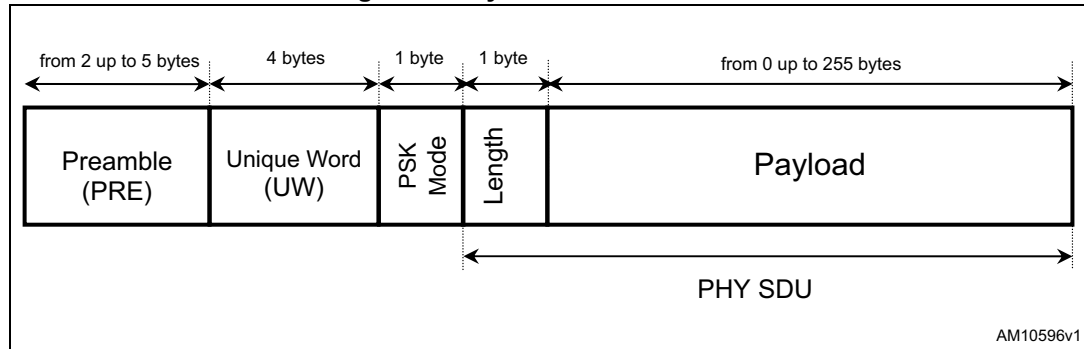 from 2 up to 5 bytes
4 bytes
1 byte
1 byte
from 0 up to 255 bytes
Preamble
(PRE)
Unique Word
(UW)
PSK
Mode
Length
Payload
PHY SDU
AM10596v1